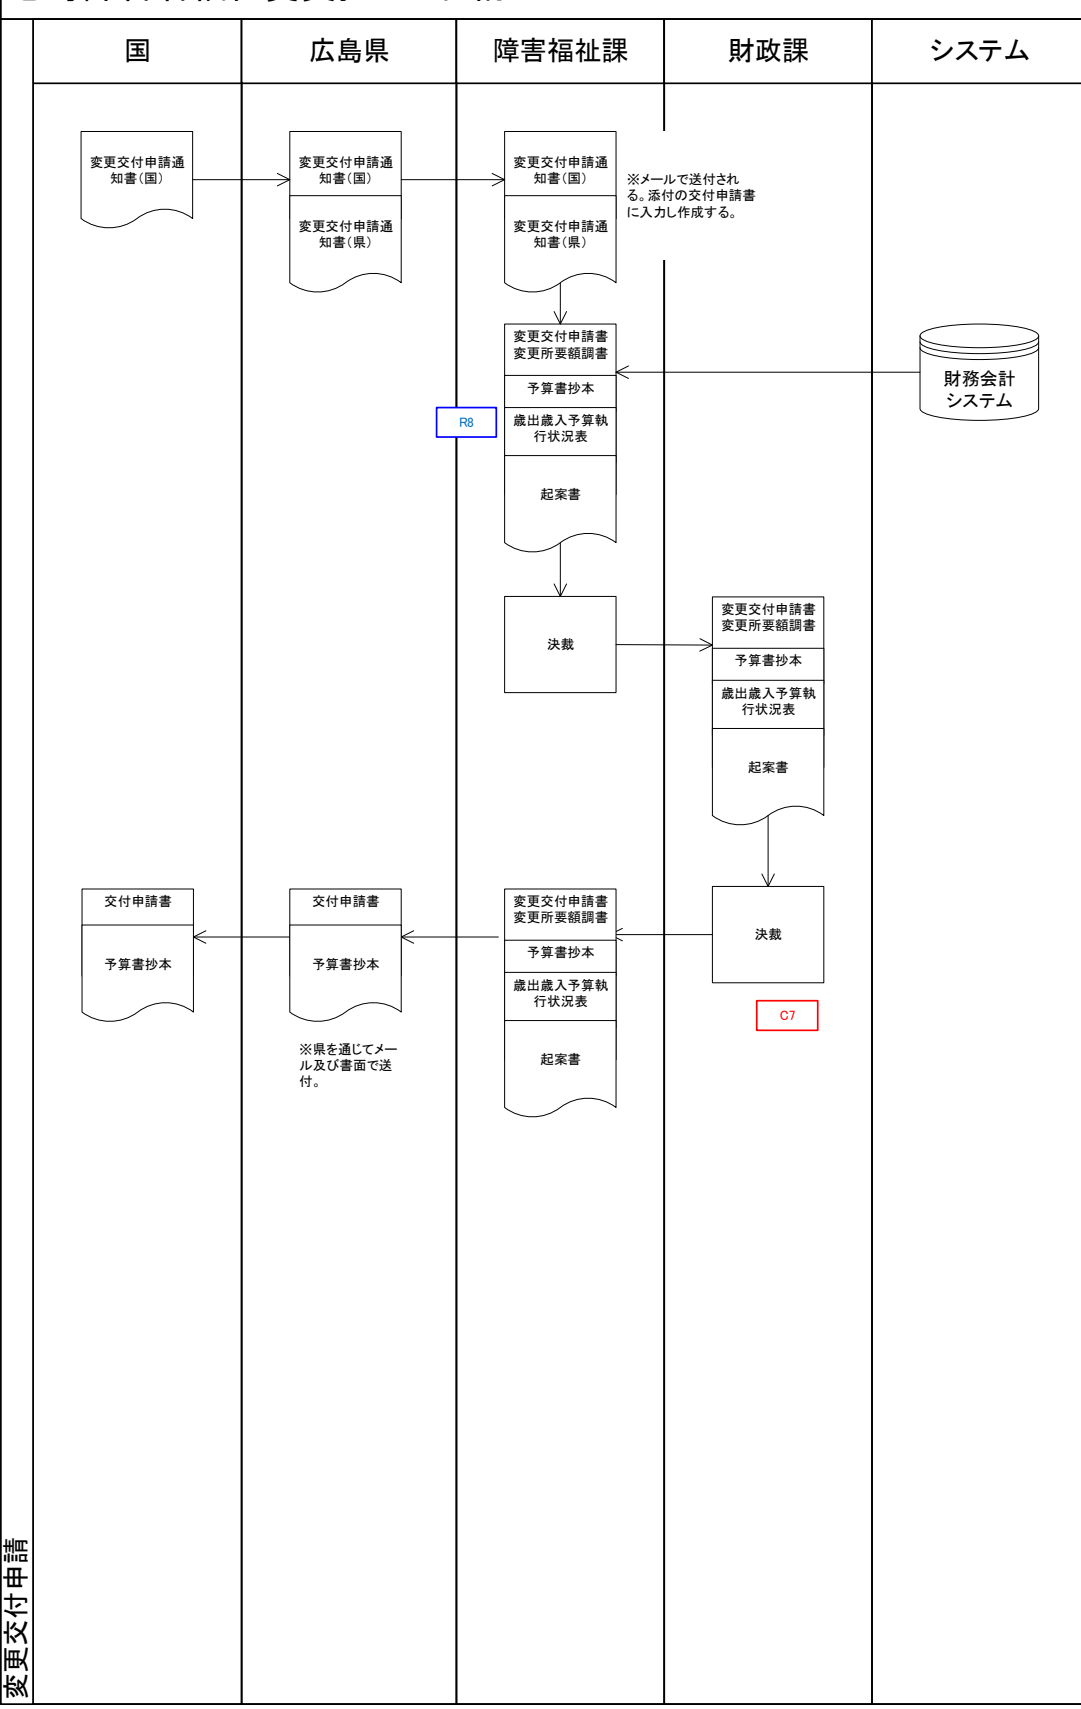 国
広島県
障害福祉課
財政課
システム
変更交付申請通
知書(国)
変更交付申請通
知書(国)
変更交付申請通
知書(県)
変更交付申請通
知書(国)
変更交付申請通
知書(県)
※メールで送付され
る。添付の交付申請書
に入力し作成する。
変更交付申請書
変更所要額調書
予算書抄本
歳出歳入予算執
行状況表
起案書
R8
財務会計
システム
決裁
変更交付申請書
変更所要額調書
予算書抄本
歳出歳入予算執
行状況表
起案書
決裁
C7
変更交付申請書
変更所要額調書
予算書抄本
歳出歳入予算執
行状況表
起案書
交付申請書
予算書抄本
※県を通じてメー
ル及び書面で送
付。
交付申請書
予算書抄本
変更交付申請